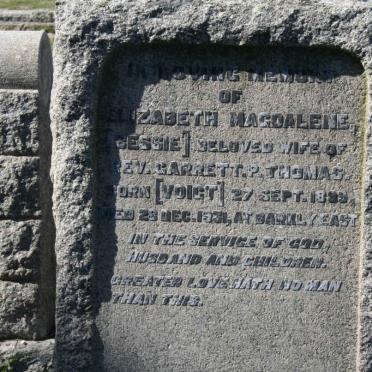 IN LOVING MEMORY
OF
ELIZABETH MAGDALENE,
[BESSIE] BELOVED WIFE OF
REV. GARRETT. P. THOMAS.
BORN [VOIGT] 27 SEPT.
DIED 28 DEC. 1931, AT BARKLY EAST
IN THE SERVICE OF GOD,
HUSBAND AND CHILDREN.
GREATER LOVE HATH NO MAN
THAN THIS.